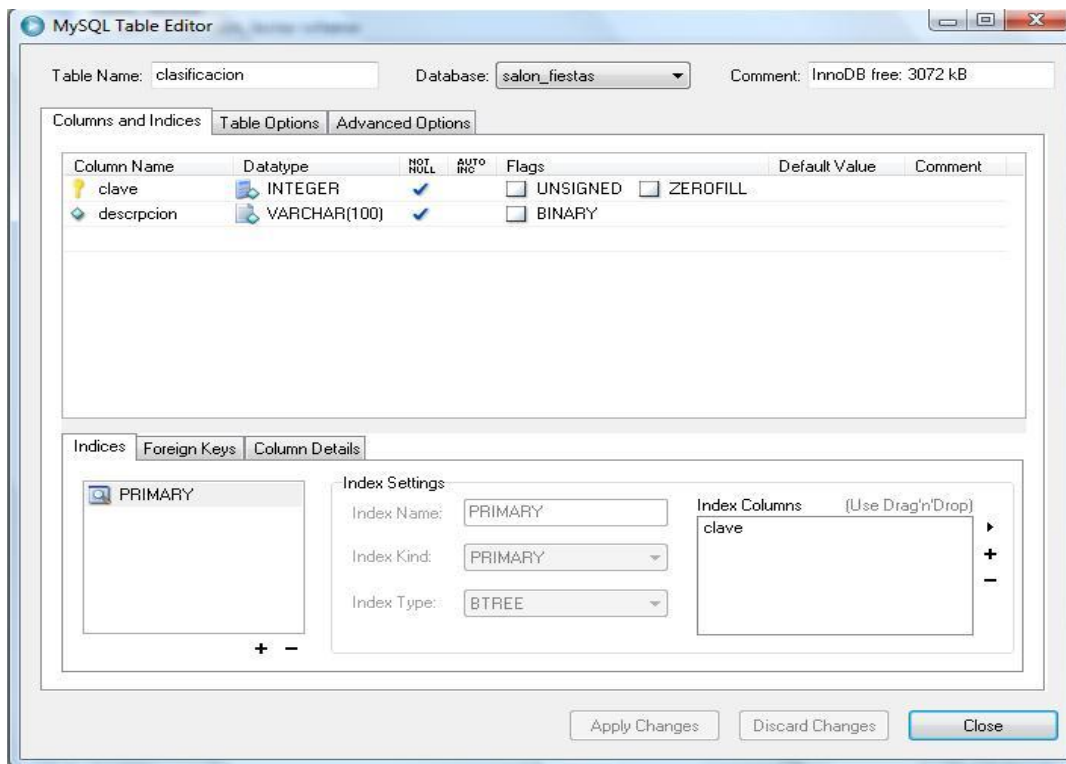 MySQL Table Editor
Table Name: clasificacion Database: salon_fiestas Comment: InnoDB free: 3072 kB
Columns and Indices Table Options Advanced Options
Column Name Datatype NOT NULL AUTO INC Flags Default Value Comment
clave INTEGER UNSIGNED ZEROFILL
descrpcion VARCHAR(100) BINARY
Indices Foreign Keys Column Details
PRIMARY
Index Settings
Index Name: PRIMARY
Index Kind: PRIMARY
Index Type: BTREE
Index Columns (Use Drag'n'Drop)
clave
Apply Changes Discard Changes Close